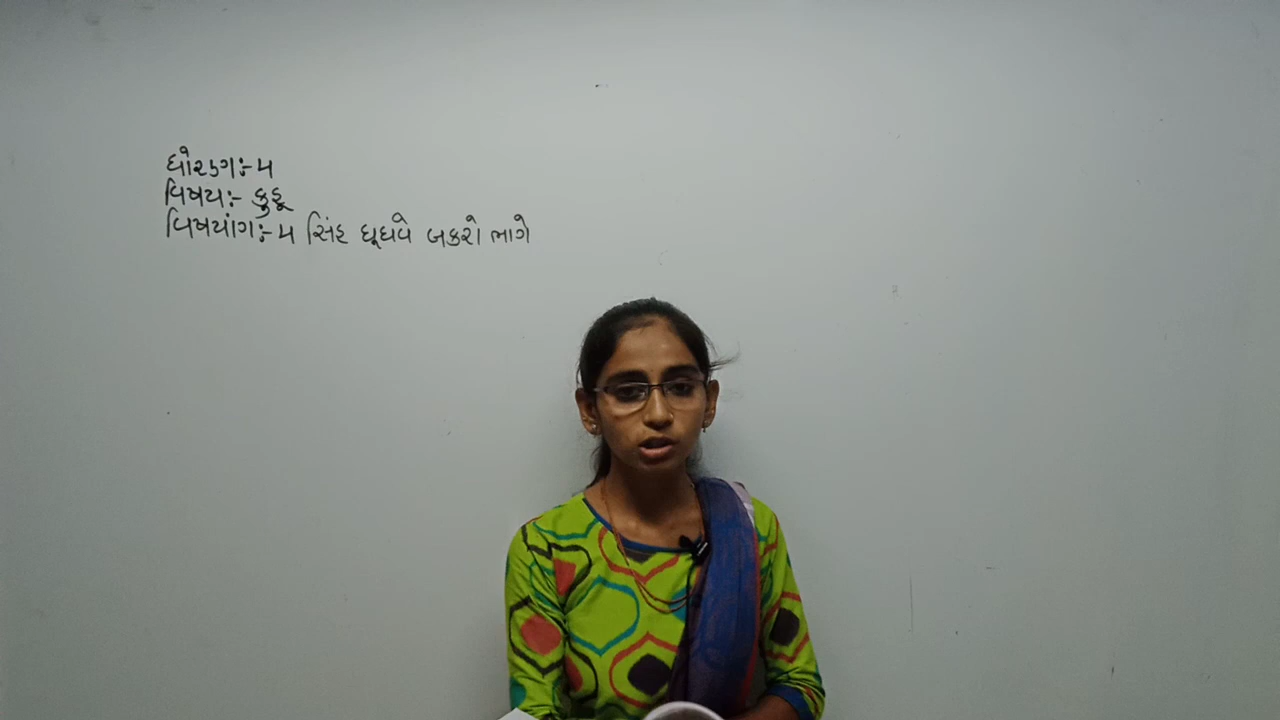 ધોરણ:- ૫
વિષય:- કુહૂ
વિષયાંગ:- ૫ સિંહ ઘૂઘવે બકરો ભાગે